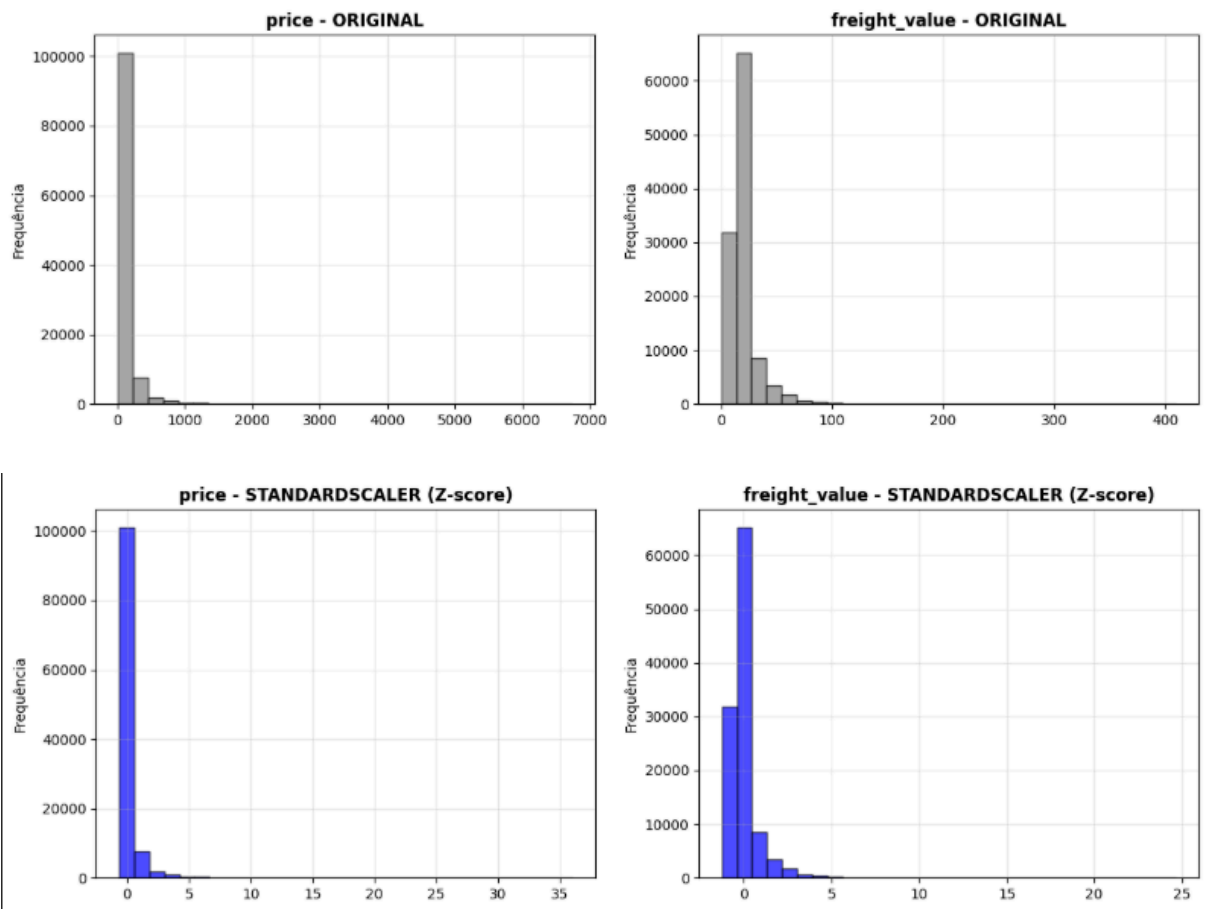 price - ORIGINAL
Frequência
100000
80000
60000
40000
20000
0
0 1000 2000 3000 4000 5000 6000 7000
freight_value - ORIGINAL
Frequência
60000
50000
40000
30000
20000
10000
0
0 100 200 300 400
price - STANDARDSCALER (Z-score)
Frequência
100000
80000
60000
40000
20000
0
0 5 10 15 20 25 30 35
freight_value - STANDARDSCALER (Z-score)
Frequência
60000
50000
40000
30000
20000
10000
0
0 5 10 15 20 25